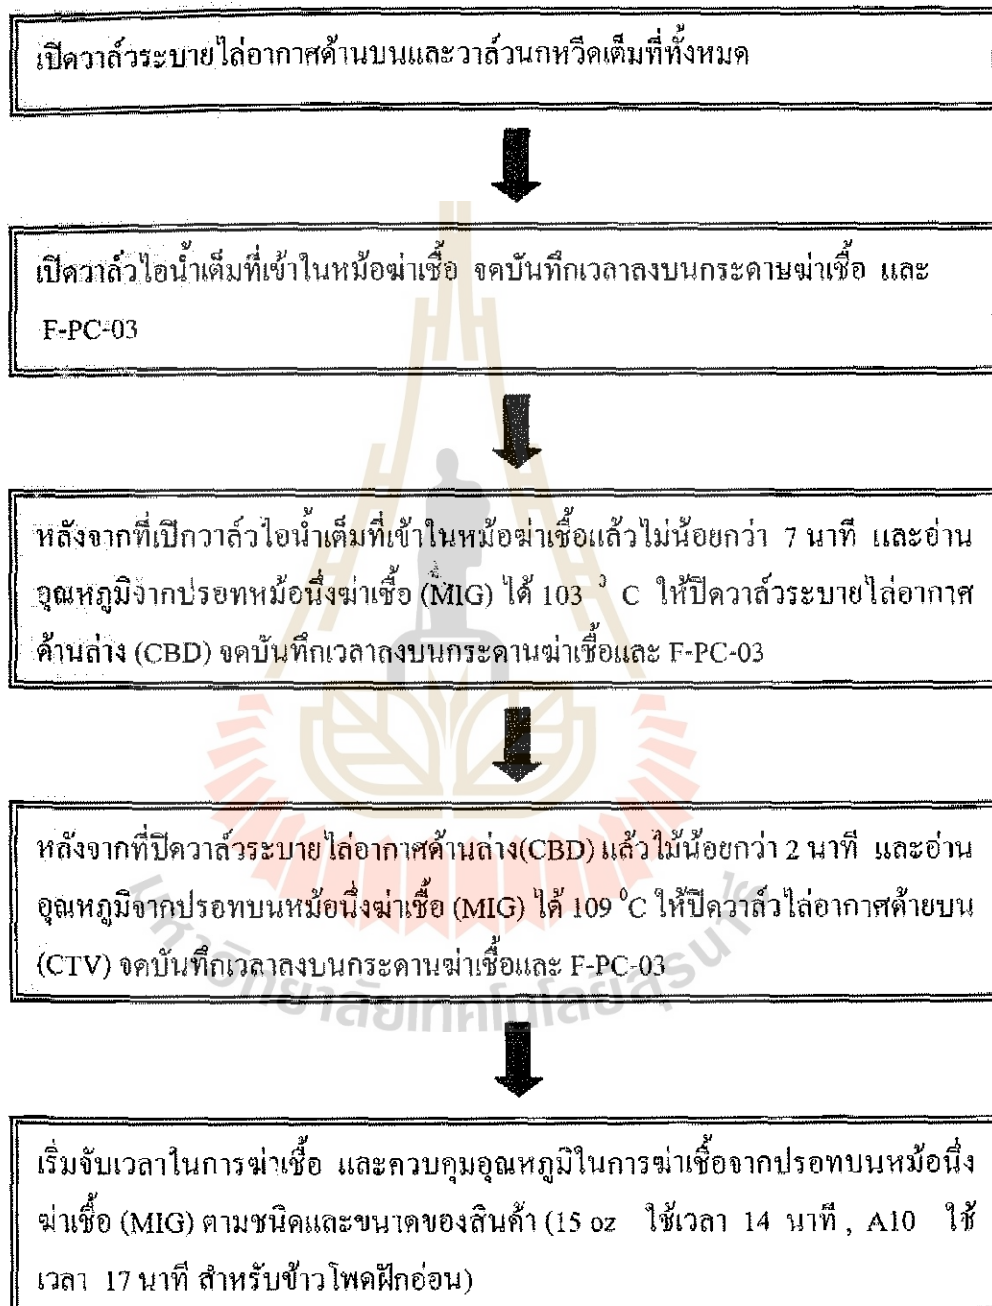 เปิดวาล์วระบายไล่อากาศด้านบนและวาล์วนกหวีดเต็มที่ทั้งหมด
เปิดวาล์วไอน้ำเต็มที่เข้าในหม้อฆ่าเชื้อ จดบันทึกเวลาลงบนกระดาษฆ่าเชื้อ และ
F-PC-03
หลังจากที่เปิดวาล์วไอน้ำเต็มที่เข้าในหม้อฆ่าเชื้อแล้วไม่น้อยกว่า 7 นาที และอ่าน
อุณหภูมิจากปรอทหม้อนึ่งฆ่าเชื้อ (MIG) ได้ 103 ⁰ C ให้ปิดวาล์วระบายไล่อากาศ
ด้านล่าง (CBD) จดบันทึกเวลาลงบนกระดานฆ่าเชื้อและ F-PC-03
หลังจากที่ปิดวาล์วระบายไล่อากาศด้านล่าง(CBD) แล้วไม้น้อยกว่า 2 นาที และอ่าน
อุณหภูมิจากปรอทบนหม้อนึ่งฆ่าเชื้อ (MIG) ได้ 109 ⁰C ให้ปิดวาล์วไล่อากาศด้ายบน
(CTV) จดบันทึกเวลาลงบนกระดานฆ่าเชื้อและ F-PC-03
มหาวิทยาลัยเทคโนโลยีสุรนารี
เริ่มจับเวลาในการฆ่าเชื้อ และควบคุมอุณหภูมิในการฆ่าเชื้อจากปรอทบนหม้อนึ่ง
ฆ่าเชื้อ (MIG) ตามชนิดและขนาดของสินค้า (15 oz ใช้เวลา 14 นาที , A10 ใช้
เวลา 17 นาที สำหรับข้าวโพดฝักอ่อน)